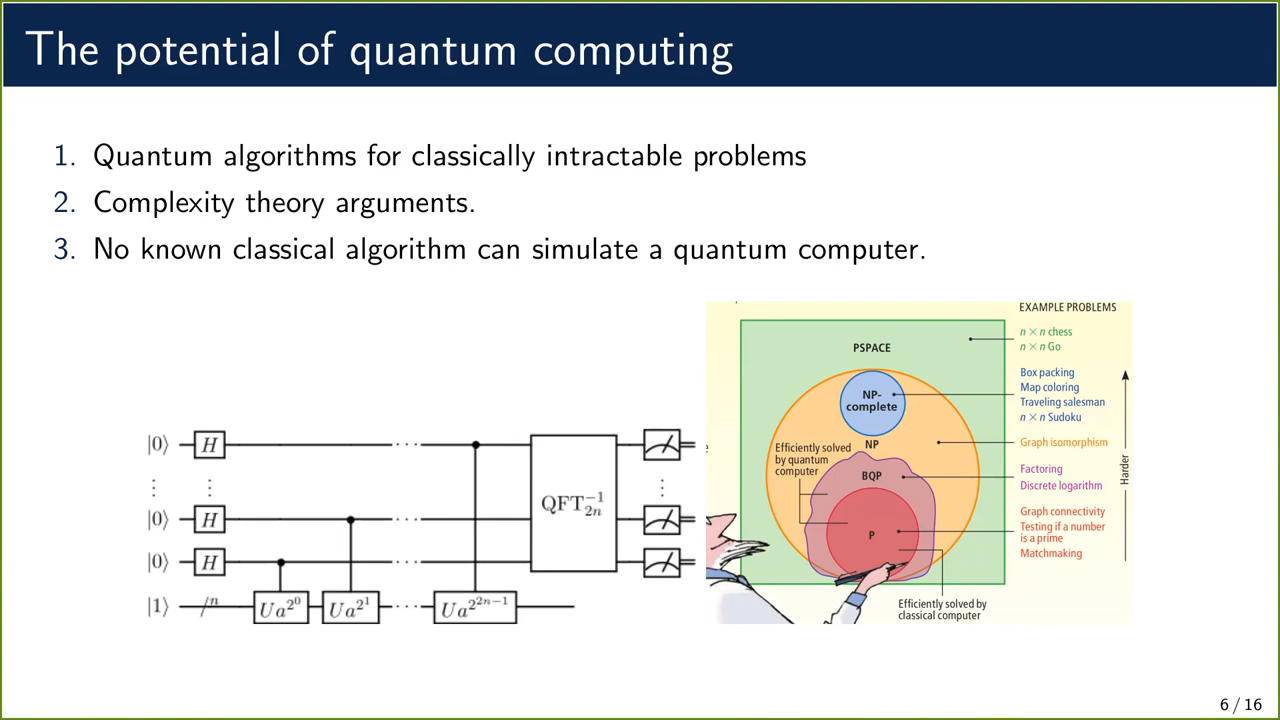 The potential of quantum computing
1. Quantum algorithms for classically intractable problems
2. Complexity theory arguments.
3. No known classical algorithm can simulate a quantum computer.
|0⟩ H
⋮ ⋮ ⋮
|0⟩ H
|0⟩ H
|1⟩ /n
Ua^{2^0} Ua^{2^1} ··· Ua^{2^{2n−1}}
QFT_{2n}^{−1}
e
EXAMPLE PROBLEMS
PSPACE
NP-
complete
NP
Efficiently solved
by quantum
computer
BQP
P
Efficiently solved by
classical computer
n × n chess
n × n Go
Box packing
Map coloring
Traveling salesman
n × n Sudoku
Graph isomorphism
Factoring
Discrete logarithm
Graph connectivity
Testing if a number
is a prime
Matchmaking
Harder
6 / 16